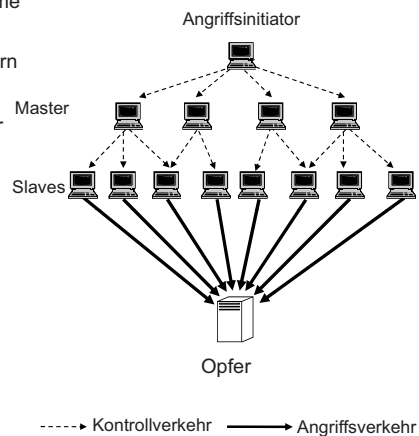 Angriffsinitiator
Master
Slaves
Opfer
Kontrollverkehr
Angriffsverkehr